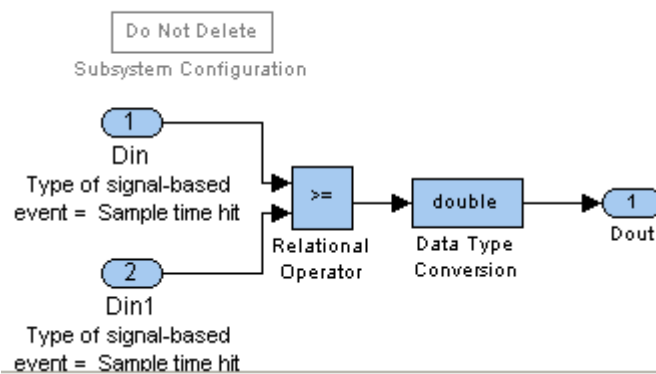 Do Not Delete
Subsystem Configuration
1
Din
Type of signal-based
event = Sample time hit
>=
Relational
Operator
double
Data Type
Conversion
1
Dout
2
Din1
Type of signal-based
event = Sample time hit